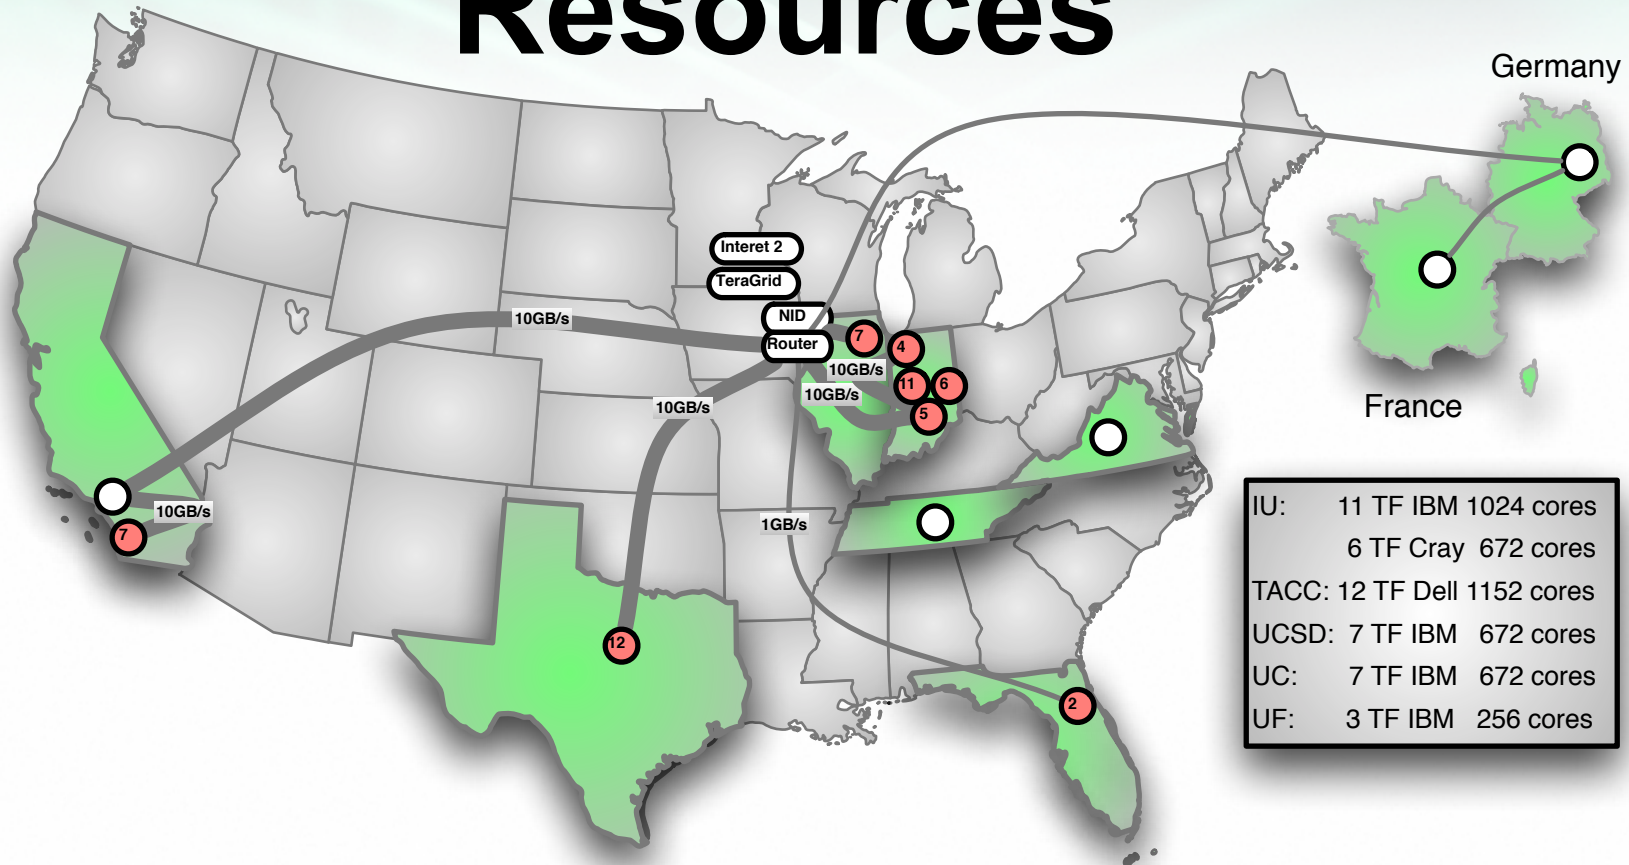 Resources
Germany
Interet 2
TeraGrid
NID
Router
10GB/s
7
4
10GB/s
11
6
10GB/s
5
10GB/s
France
10GB/s
7
1GB/s
12
2
IU: 11 TF IBM 1024 cores
6 TF Cray 672 cores
TACC: 12 TF Dell 1152 cores
UCSD: 7 TF IBM 672 cores
UC: 7 TF IBM 672 cores
UF: 3 TF IBM 256 cores